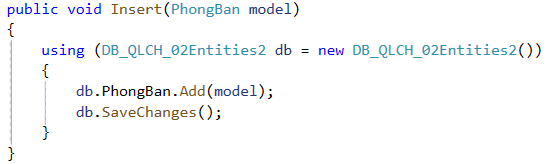 public void Insert(PhongBan model)
{
    using (DB_QLCH_02Entities2 db = new DB_QLCH_02Entities2())
    {
        db.PhongBan.Add(model);
        db.SaveChanges();
    }
}